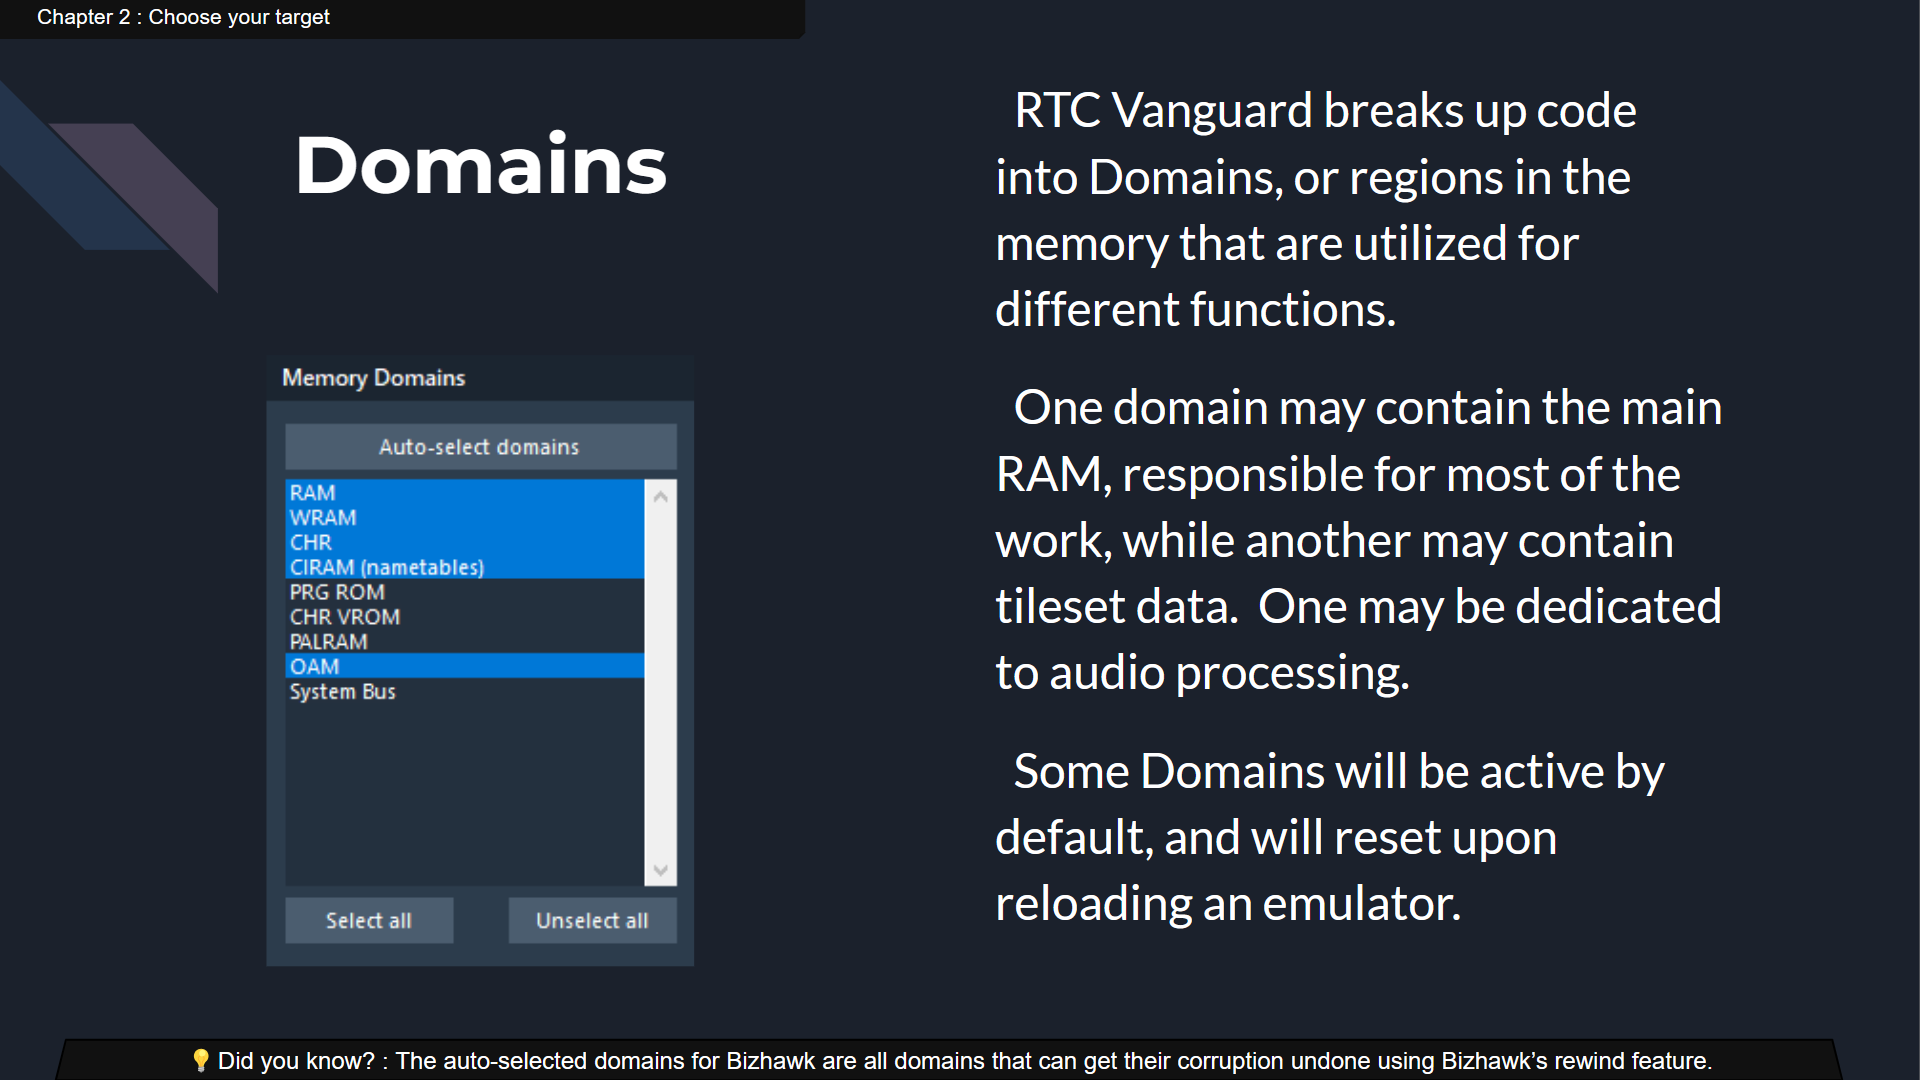 Chapter 2 : Choose your target
Domains
Memory Domains
Auto-select domains
RAM
WRAM
CHR
CIRAM (nametables)
PRG ROM
CHR VROM
PALRAM
OAM
System Bus
Select all
Unselect all
RTC Vanguard breaks up code
into Domains, or regions in the
memory that are utilized for
different functions.
One domain may contain the main
RAM, responsible for most of the
work, while another may contain
tileset data.  One may be dedicated
to audio processing.
Some Domains will be active by
default, and will reset upon
reloading an emulator.
💡 Did you know? : The auto-selected domains for Bizhawk are all domains that can get their corruption undone using Bizhawk’s rewind feature.